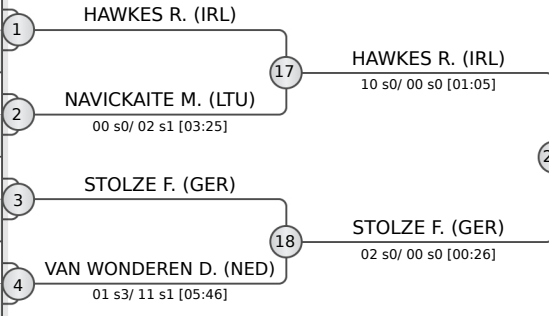 HAWKES R. (IRL)
1
17
HAWKES R. (IRL)
10 s0/ 00 s0 [01:05]
NAVICKAITE M. (LTU)
2
00 s0/ 02 s1 [03:25]
STOLZE F. (GER)
3
18
STOLZE F. (GER)
02 s0/ 00 s0 [00:26]
VAN WONDEREN D. (NED)
4
01 s3/ 11 s1 [05:46]